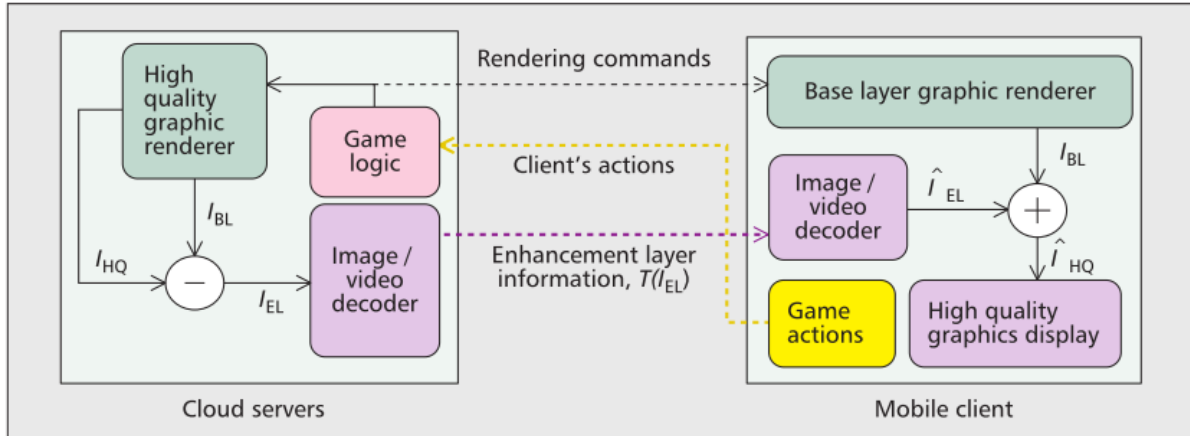 High
quality
graphic
renderer
Rendering commands
Base layer graphic renderer
Game
logic
Client's actions
I_BL
I_HQ
I_EL
Image /
video
decoder
Enhancement layer
information, T(I_EL)
Image /
video
decoder
î_EL
I_BL
+
î_HQ
−
Game
actions
High quality
graphics display
Cloud servers
Mobile client